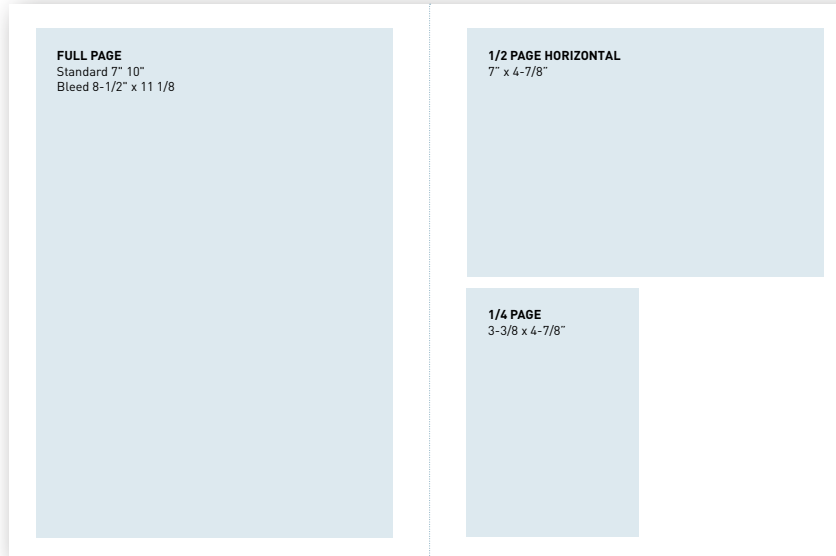 FULL PAGE
Standard 7" 10"
Bleed 8-1/2" x 11 1/8
1/2 PAGE HORIZONTAL
7” x 4-7/8”
1/4 PAGE
3-3/8 x 4-7/8”